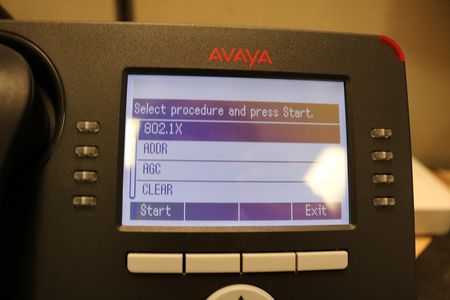 AVAYA
Select procedure and press Start.
802.1X
ADDR
AGC
CLEAR
Start Exit